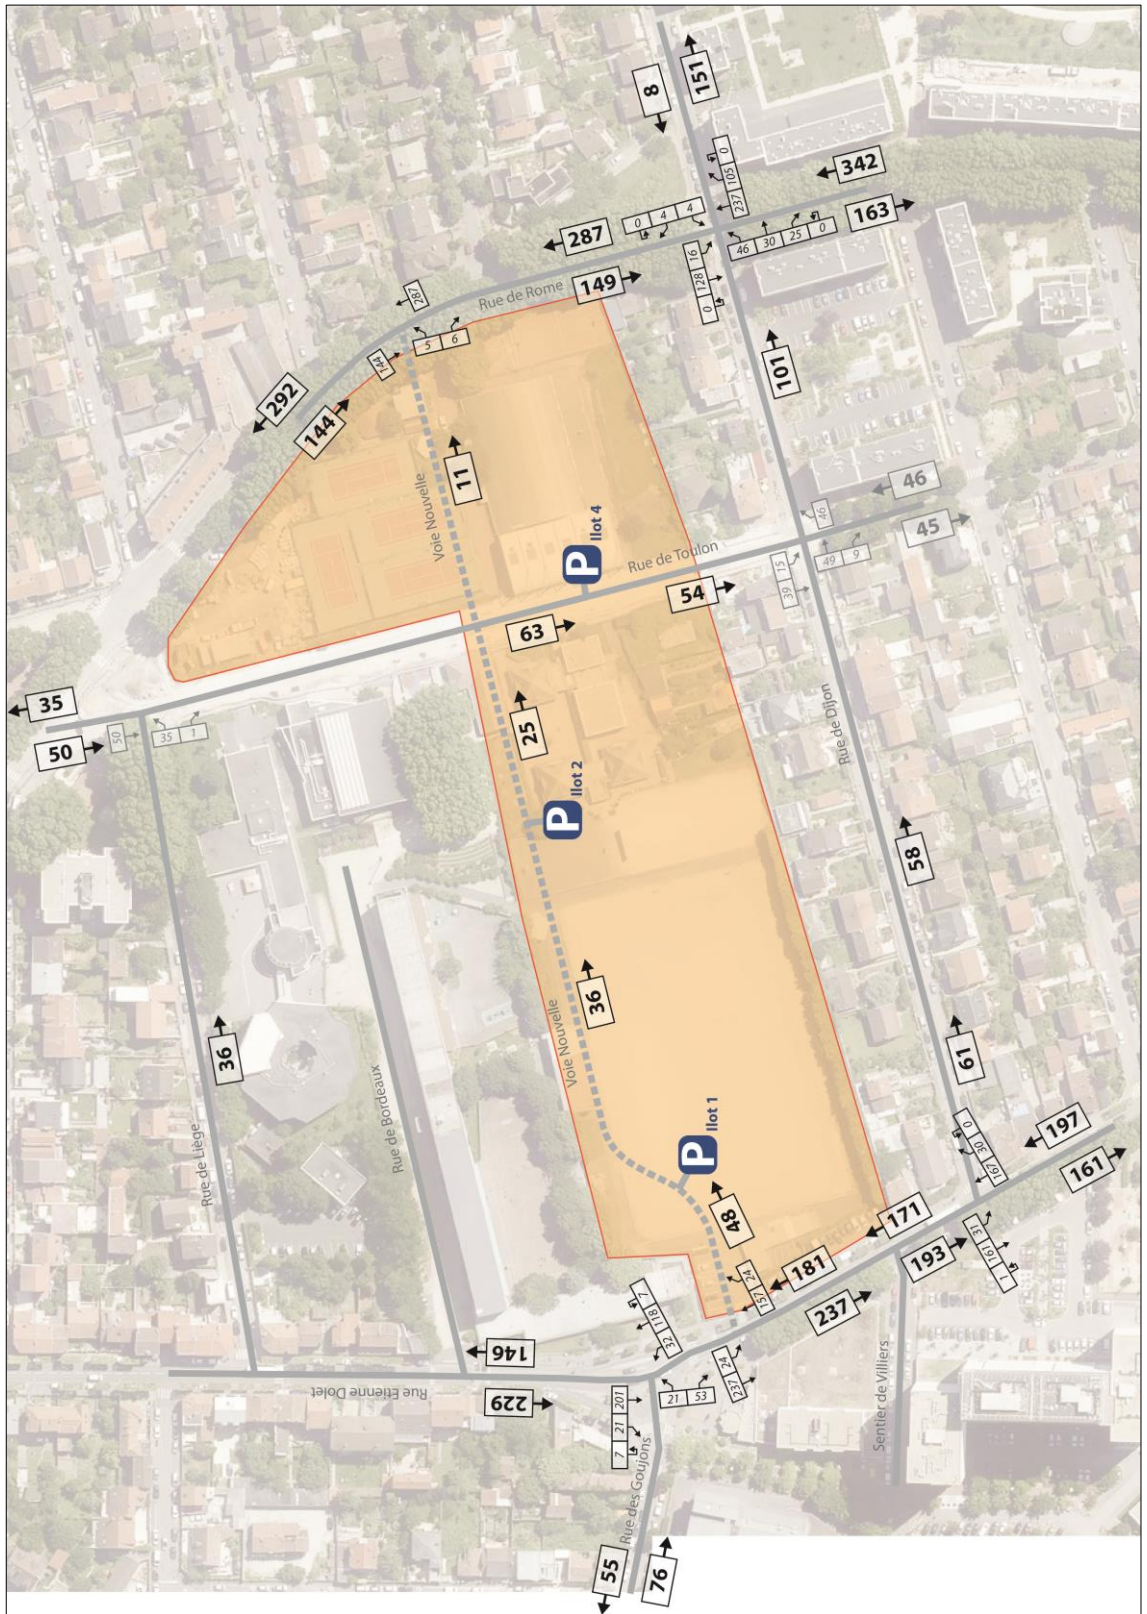 151
8
342
163
287
0 4 4
237 105 0
46 30 25 0
0 128 16
149
Rue de Rome
287
5 6
144
292
144
101
11
Voie Nouvelle
P
Ilot 4
46
45
46
49 9
39 15
Rue de Toulon
54
63
35
50
50
35 1
25
P
Ilot 2
Rue de Dijon
58
36
Voie Nouvelle
36
Rue de Liège
Rue de Bordeaux
61
197
161
167 30 0
1 161 31
P
Ilot 1
48
171
193
181
237
157 24
237 24
32 118 7
146
229
Rue Etienne Dolet
7 21 201
21 53
Rue des Goujons
Sentier de Villiers
55
76